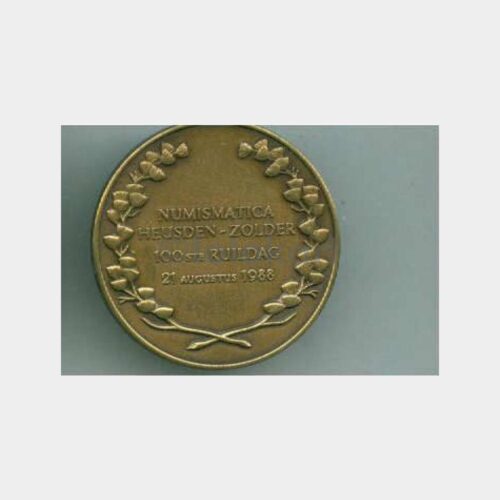 NUMISMATICA
HEUSDEN-ZOLDER
100STE RUILDAG
21 AUGUSTUS 1988